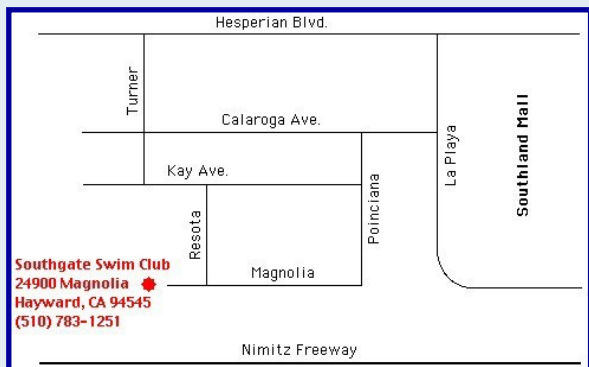 Hesperian Blvd.
Turner
Calaroga Ave.
La Playa
Southland Mall
Kay Ave.
Poinciana
Resota
Magnolia
Southgate Swim Club
24900 Magnolia
Hayward, CA 94545
(510) 783-1251
Nimitz Freeway